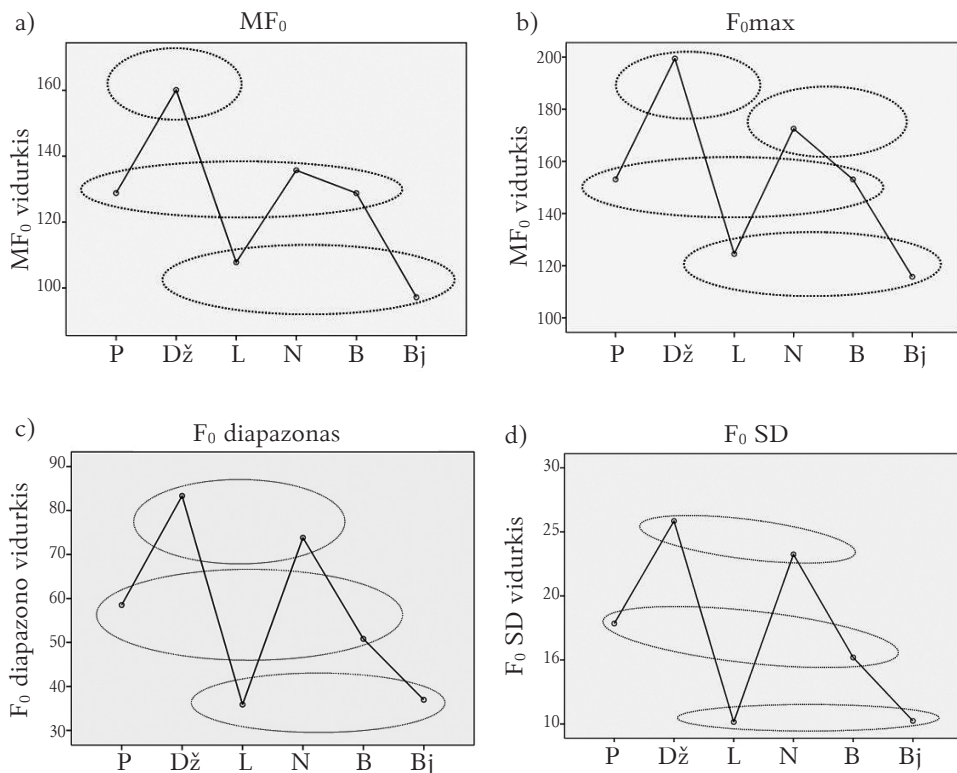 a) MF₀
MF₀ vidurkis
160
140
120
100
P Dž L N B Bj
b) F₀max
MF₀ vidurkis
200
180
160
140
120
100
P Dž L N B Bj
c) F₀ diapazonas
F₀ diapazono vidurkis
90
80
70
60
50
40
30
P Dž L N B Bj
d) F₀ SD
F₀ SD vidurkis
30
25
20
16
10
P Dž L N B Bj